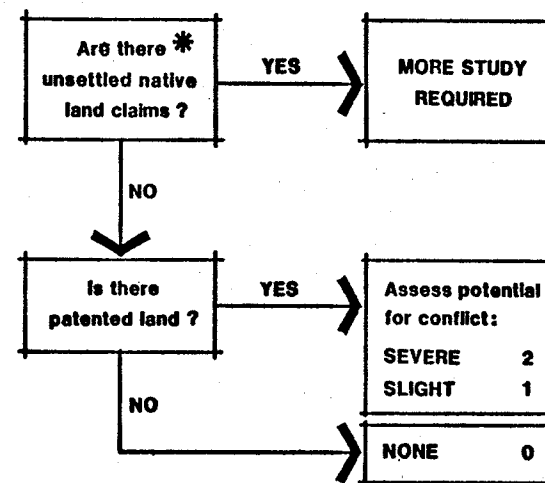 Are there *
unsettled native
land claims ?
YES
MORE STUDY
REQUIRED
NO
Is there
patented land ?
YES
Assess potential
for conflict:
SEVERE 2
SLIGHT 1
NO
NONE 0